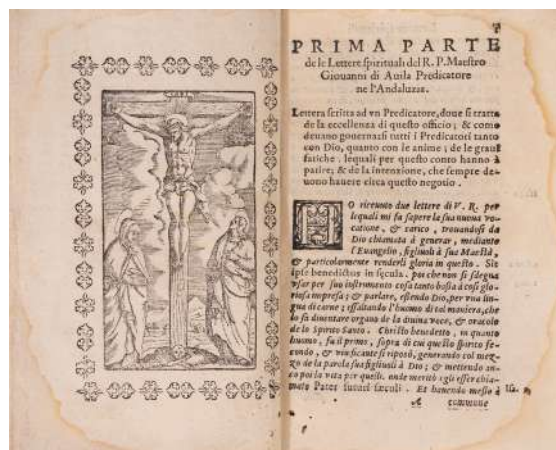 PRIMA PARTE
de le Lettere ſpirituali del R. P. Maeſtro
Giouanni di Auila Predicatore
ne l'Andaluzia.
Lettera ſcritta ad vn Predicatore, doue ſi tratta
de la eccellenza di queſto officio; & como
deuano gouernarſi tutti i Predicatori tanto
con Dio, quanto con le anime; de le graui
fatiche, lequali per queſto conto hanno à
patire; & de la intenzione, che ſempre de-
uono hauere circa queſto negotio.
HO riceuuto due lettere di V. R. per
lequali mi fa ſapere la ſua nuoua vo-
catione, & carico, trouandoſi da
Dio chiamata à generar, mediante
l'Euangelio, figliuoli à ſua Maeſtà,
& particolarmente renderli gloria in queſto. Sit
ipſe benedictus in ſęcula. poi che non ſi ſdegna
vſar per ſuo inſtrumento coſa tanto baſſa à coſi glo-
rioſa impreſa; & parlare, eſſendo Dio, per vna lin-
gua di carne; eſſaltando l'huomo di tal maniera, che
lo fa diuentare organo de la diuina voce, & oracolo
de lo Spirito Santo. Chriſto benedetto, in quanto
huomo, fu il primo, ſopra di cui queſto ſpirito fe-
condo, & viuificante ſi riposò, generando col mez-
zo de la parola ſua figliuoli à Dio; & mettendo an-
co poi la vita per quelli. onde meritò egli eſſer chia-
mato Pater futuri ſæculi. Et hauendo meſſo à
A commune